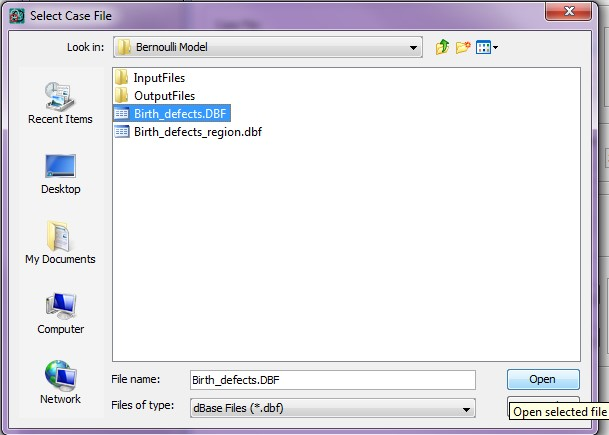 Select Case File
Look in:
Bernoulli Model
InputFiles
OutputFiles
Birth_defects.DBF
Birth_defects_region.dbf
Recent Items
Desktop
My Documents
Computer
Network
File name:
Birth_defects.DBF
Open
Files of type:
dBase Files (*.dbf)
Open selected file